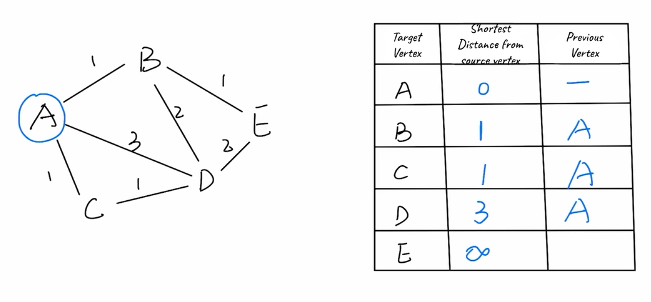 1
B
1
A
2
E
3
2
1
D
1
C
Target Vertex
Shortest Distance from source vertex
Previous Vertex
A 0 —
B 1 A
C 1 A
D 3 A
E ∞